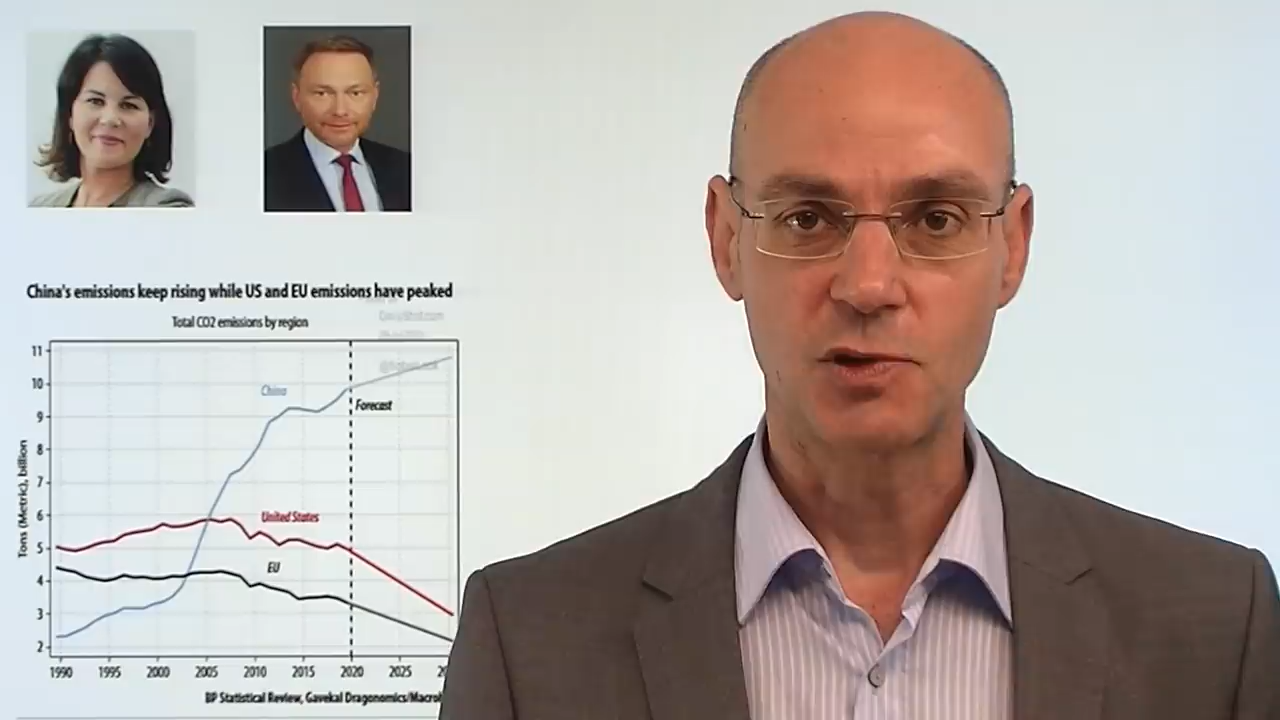 China's emissions keep rising while US and EU emissions have peaked
Total CO2 emissions by region
Tons (Metric), billion
11
10
9
8
7
6
5
4
3
2
China
Forecast
United States
EU
1990 1995 2000 2005 2010 2015 2020 2025
BP Statistical Review, Gavekal Dragonomics/Macrob